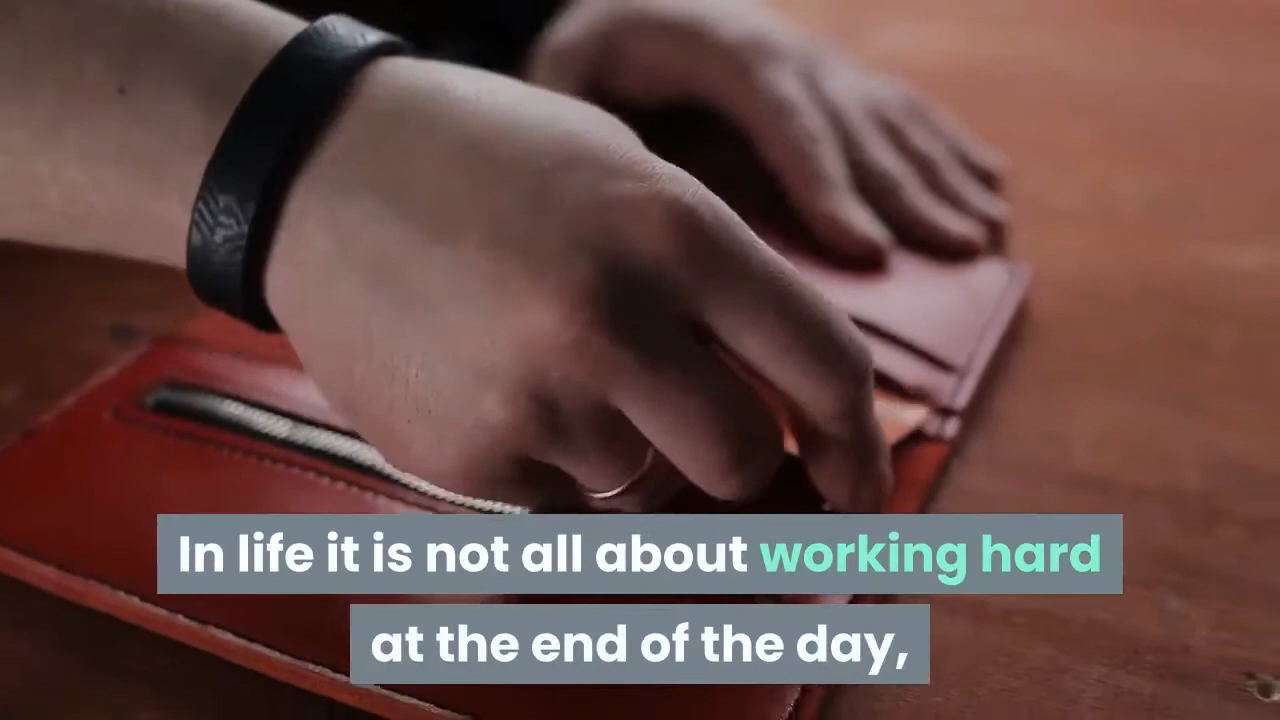 In life it is not all about working hard
at the end of the day,